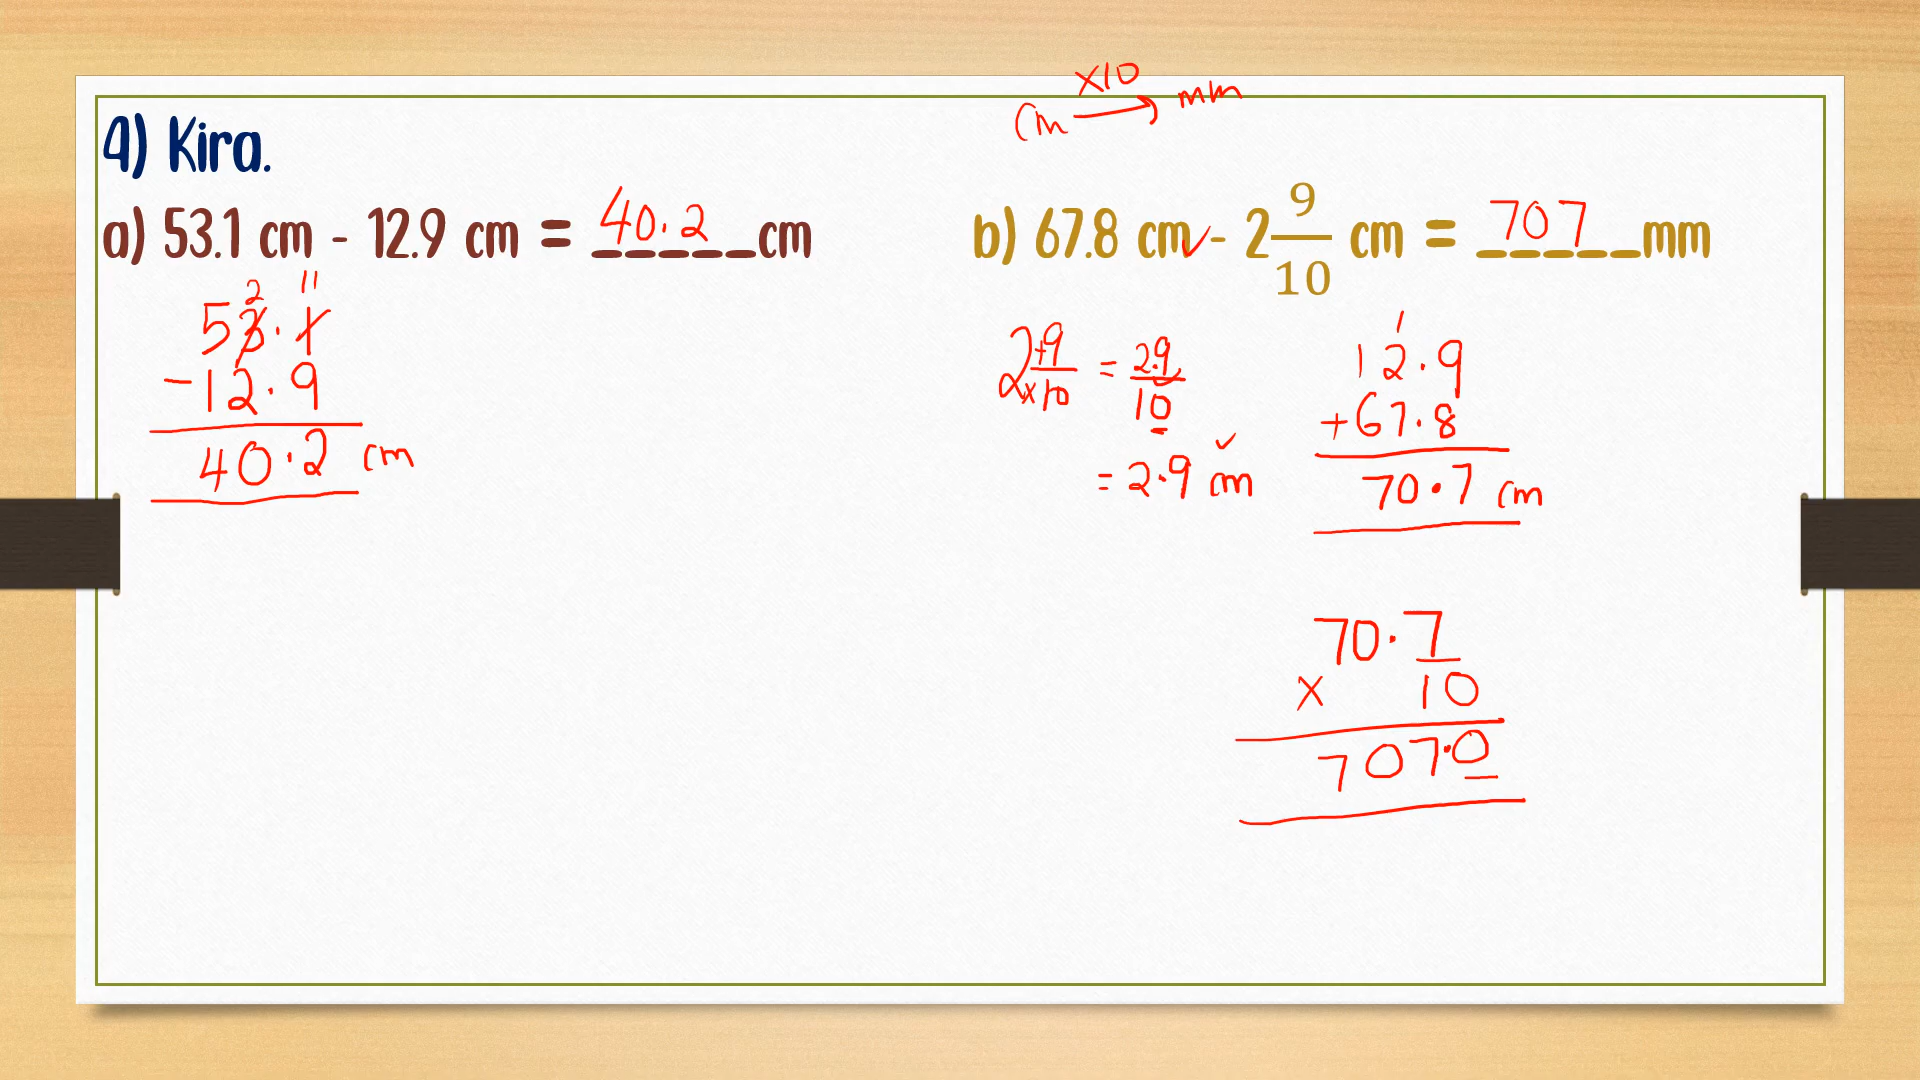 4) Kira.
a) 53.1 cm - 12.9 cm = 40.2 cm
53.1
2 11
- 12.9
40.2 cm
cm ×10 → mm
b) 67.8 cm ✓ - 2 9/10 cm = 707 mm
2 +9/×10 = 2.9/10
= 2.9 cm ✓
1
12.9
+ 67.8
70.7 cm
70.7
× 10
707.0